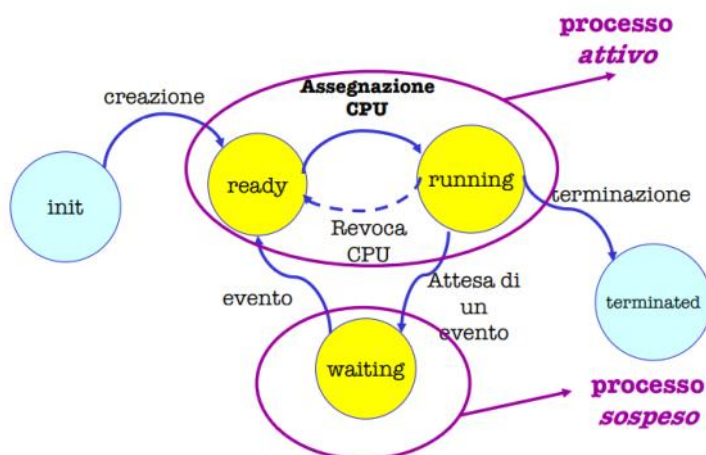 processo
attivo
creazione
Assegnazione
CPU
init
ready
running
Revoca
CPU
terminazione
evento
Attesa di
un
evento
terminated
waiting
processo
sospeso